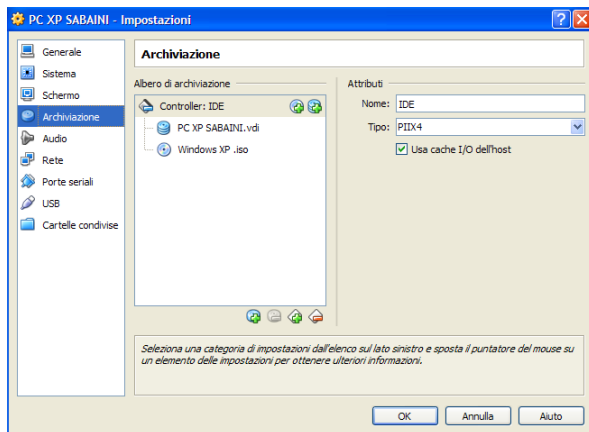 PC XP SABAINI - Impostazioni
Generale
Sistema
Schermo
Archiviazione
Audio
Rete
Porte seriali
USB
Cartelle condivise
Archiviazione
Albero di archiviazione
Controller: IDE
PC XP SABAINI.vdi
Windows XP .iso
Attributi
Nome: IDE
Tipo: PIIX4
Usa cache I/O dell'host
Seleziona una categoria di impostazioni dall'elenco sul lato sinistro e sposta il puntatore del mouse su
un elemento delle impostazioni per ottenere ulteriori informazioni.
OK Annulla Aiuto